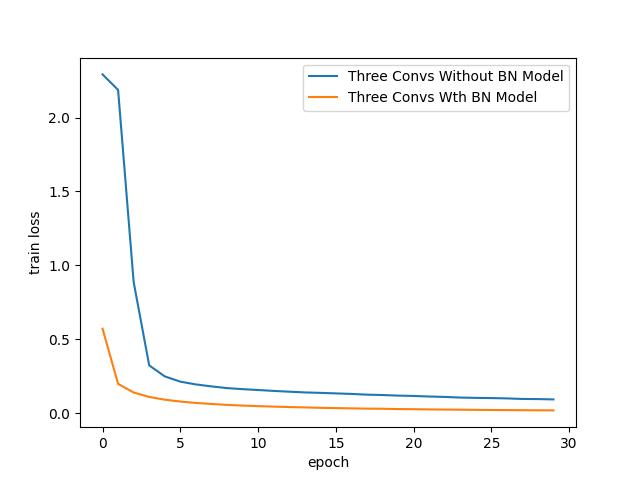 Three Convs Without BN Model
Three Convs Wth BN Model
2.0
1.5
1.0
0.5
0.0
train loss
0 5 10 15 20 25 30
epoch